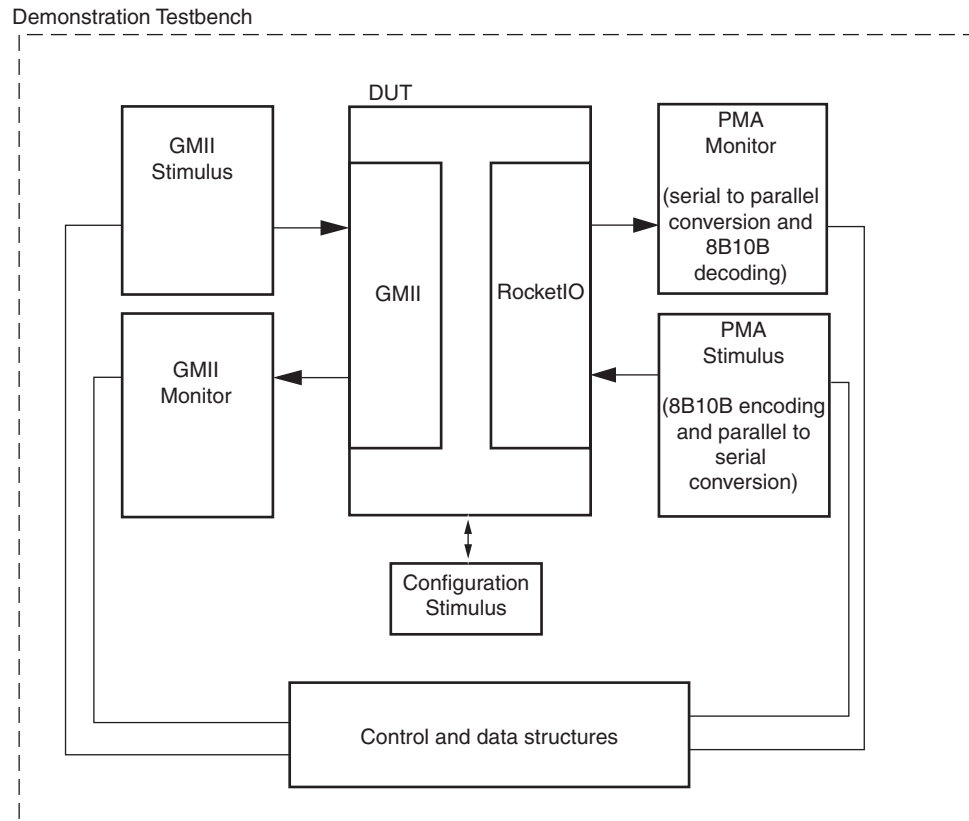 Demonstration Testbench
DUT
GMII
Stimulus
GMII
Monitor
GMII
RocketIO
PMA
Monitor
(serial to parallel
conversion and
8B10B
decoding)
PMA
Stimulus
(8B10B encoding
and parallel to
serial
conversion)
Configuration
Stimulus
Control and data structures